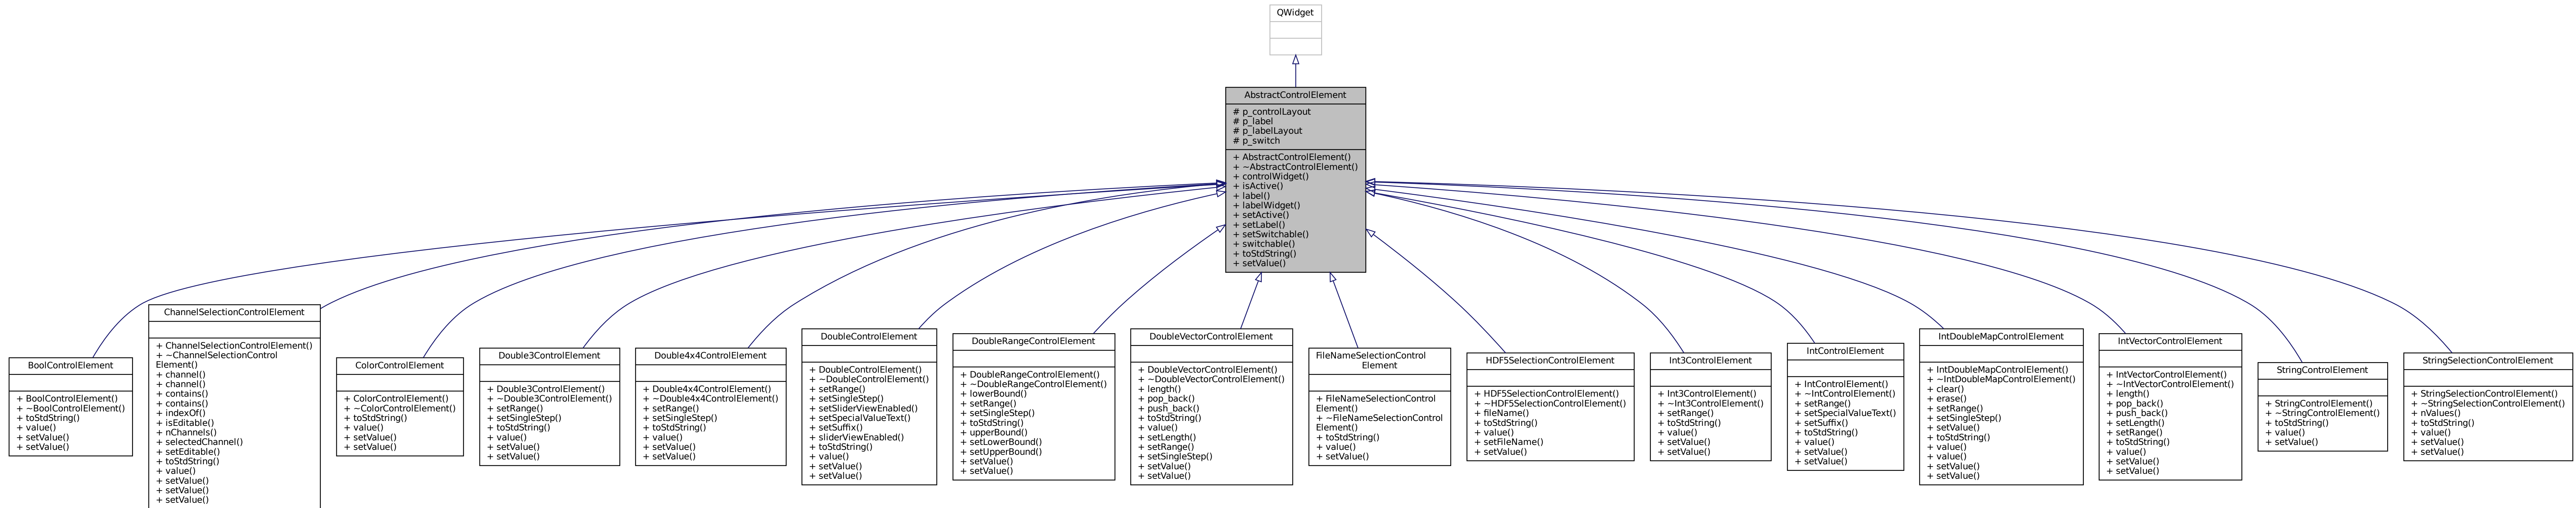 QWidget
AbstractControlElement
# p_controlLayout
# p_label
# p_labelLayout
# p_switch
+ AbstractControlElement()
+ ~AbstractControlElement()
+ controlWidget()
+ isActive()
+ label()
+ labelWidget()
+ setActive()
+ setLabel()
+ setSwitchable()
+ switchable()
+ toStdString()
+ setValue()
BoolControlElement
+ BoolControlElement()
+ ~BoolControlElement()
+ toStdString()
+ value()
+ setValue()
+ setValue()
ChannelSelectionControlElement
+ ChannelSelectionControlElement()
+ ~ChannelSelectionControl
Element()
+ channel()
+ channel()
+ contains()
+ contains()
+ indexOf()
+ isEditable()
+ nChannels()
+ selectedChannel()
+ setEditable()
+ toStdString()
+ value()
+ setValue()
+ setValue()
+ setValue()
ColorControlElement
+ ColorControlElement()
+ ~ColorControlElement()
+ toStdString()
+ value()
+ setValue()
+ setValue()
Double3ControlElement
+ Double3ControlElement()
+ ~Double3ControlElement()
+ setRange()
+ setSingleStep()
+ toStdString()
+ value()
+ setValue()
+ setValue()
Double4x4ControlElement
+ Double4x4ControlElement()
+ ~Double4x4ControlElement()
+ setRange()
+ setSingleStep()
+ toStdString()
+ value()
+ setValue()
+ setValue()
DoubleControlElement
+ DoubleControlElement()
+ ~DoubleControlElement()
+ setRange()
+ setSingleStep()
+ setSliderViewEnabled()
+ setSpecialValueText()
+ setSuffix()
+ sliderViewEnabled()
+ toStdString()
+ value()
+ setValue()
+ setValue()
DoubleRangeControlElement
+ DoubleRangeControlElement()
+ ~DoubleRangeControlElement()
+ lowerBound()
+ setRange()
+ setSingleStep()
+ toStdString()
+ upperBound()
+ setLowerBound()
+ setUpperBound()
+ setValue()
+ setValue()
DoubleVectorControlElement
+ DoubleVectorControlElement()
+ ~DoubleVectorControlElement()
+ length()
+ pop_back()
+ push_back()
+ toStdString()
+ value()
+ setLength()
+ setRange()
+ setSingleStep()
+ setValue()
+ setValue()
FileNameSelectionControl
Element
+ FileNameSelectionControl
Element()
+ ~FileNameSelectionControl
Element()
+ toStdString()
+ value()
+ setValue()
HDF5SelectionControlElement
+ HDF5SelectionControlElement()
+ ~HDF5SelectionControlElement()
+ fileName()
+ toStdString()
+ value()
+ setFileName()
+ setValue()
Int3ControlElement
+ Int3ControlElement()
+ ~Int3ControlElement()
+ setRange()
+ toStdString()
+ value()
+ setValue()
+ setValue()
IntControlElement
+ IntControlElement()
+ ~IntControlElement()
+ setRange()
+ setSpecialValueText()
+ setSuffix()
+ toStdString()
+ value()
+ setValue()
+ setValue()
IntDoubleMapControlElement
+ IntDoubleMapControlElement()
+ ~IntDoubleMapControlElement()
+ clear()
+ erase()
+ setRange()
+ setSingleStep()
+ setValue()
+ toStdString()
+ value()
+ value()
+ setValue()
+ setValue()
IntVectorControlElement
+ IntVectorControlElement()
+ ~IntVectorControlElement()
+ length()
+ pop_back()
+ push_back()
+ setLength()
+ setRange()
+ toStdString()
+ value()
+ setValue()
+ setValue()
StringControlElement
+ StringControlElement()
+ ~StringControlElement()
+ toStdString()
+ value()
+ setValue()
StringSelectionControlElement
+ StringSelectionControlElement()
+ ~StringSelectionControlElement()
+ nValues()
+ toStdString()
+ value()
+ setValue()
+ setValue()